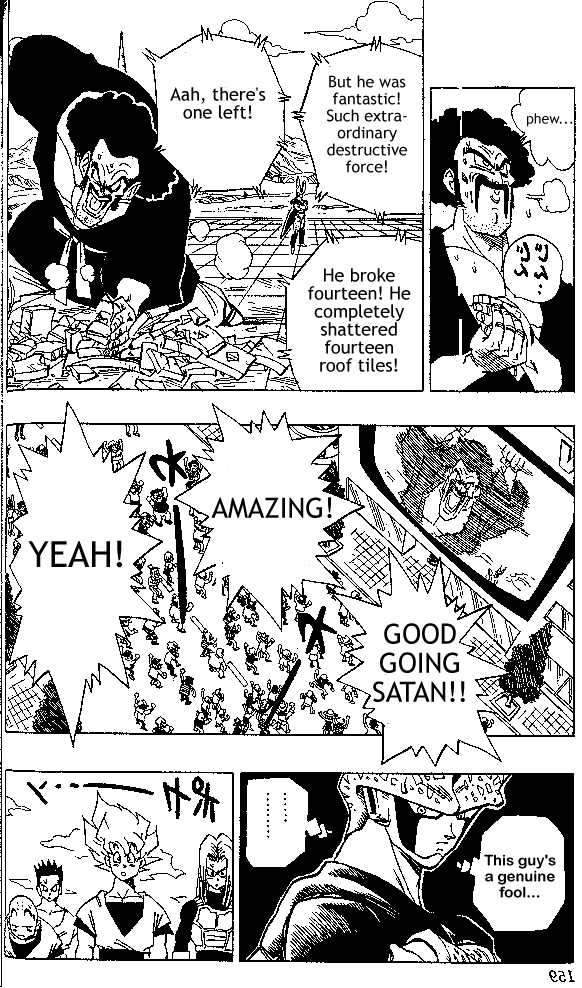 Aah, there's
one left!
But he was
fantastic!
Such extra-
ordinary
destructive
force!
He broke
fourteen! He
completely
shattered
fourteen
roof tiles!
phew...
YEAH!
AMAZING!
GOOD
GOING
SATAN!!
This guy's
a genuine
fool...
159